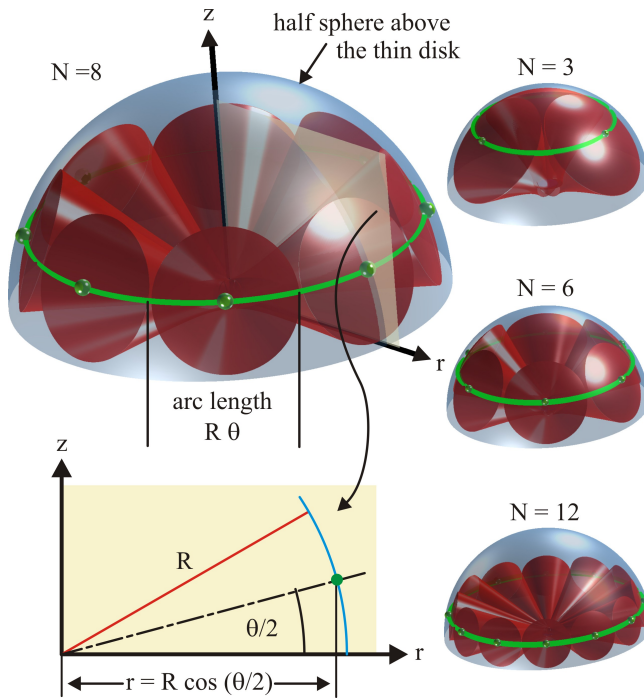 z
half sphere above
the thin disk
N =8
N = 3
r
N = 6
arc length
R θ
z
N = 12
R
θ/2
r
r = R cos (θ/2)